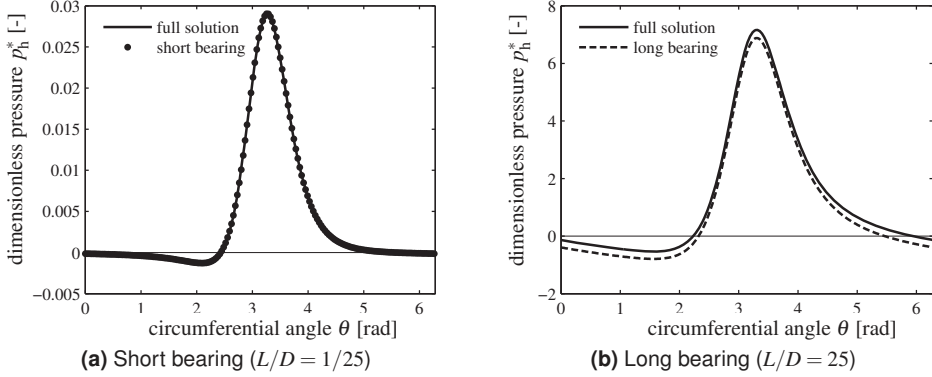 0.03
0.025
0.02
0.015
0.01
0.005
0
−0.005
dimensionless pressure p*h [-]
full solution
short bearing
0 1 2 3 4 5 6
circumferential angle θ [rad]
(a) Short bearing (L/D = 1/25)
8
6
4
2
0
−2
dimensionless pressure p*h [-]
full solution
long bearing
0 1 2 3 4 5 6
circumferential angle θ [rad]
(b) Long bearing (L/D = 25)